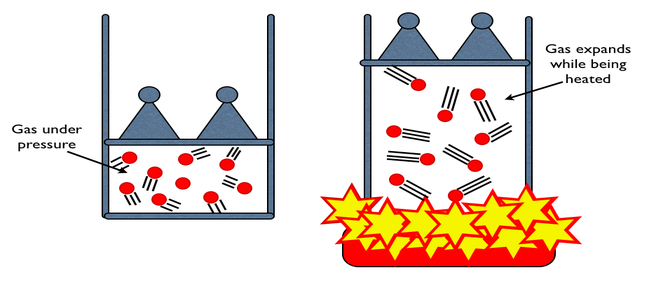 Gas under
pressure
Gas expands
while being
heated